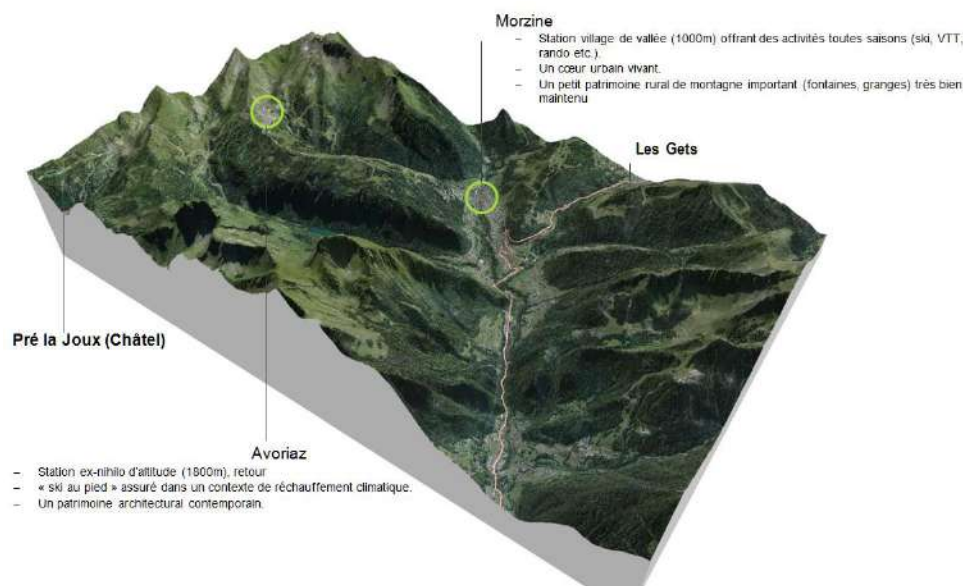 Morzine
– Station village de vallée (1000m) offrant des activités toutes saisons (ski, VTT,
rando etc.).
– Un cœur urbain vivant.
– Un petit patrimoine rural de montagne important (fontaines, granges) très bien
maintenu
Les Gets
Pré la Joux (Châtel)
Avoriaz
– Station ex-nihilo d'altitude (1800m), retour
– « ski au pied » assuré dans un contexte de réchauffement climatique.
– Un patrimoine architectural contemporain.